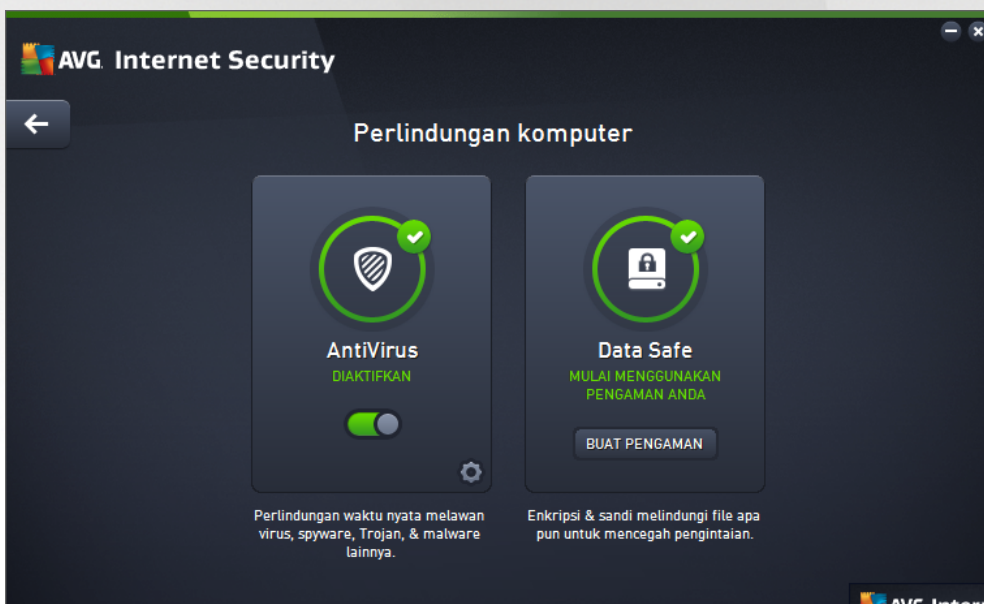 AVG Internet Security
Perlindungan komputer
AntiVirus
DIAKTIFKAN
Perlindungan waktu nyata melawan
virus, spyware, Trojan, & malware
lainnya.
Data Safe
MULAI MENGGUNAKAN
PENGAMAN ANDA
BUAT PENGAMAN
Enkripsi & sandi melindungi file apa
pun untuk mencegah pengintaian.
AVG